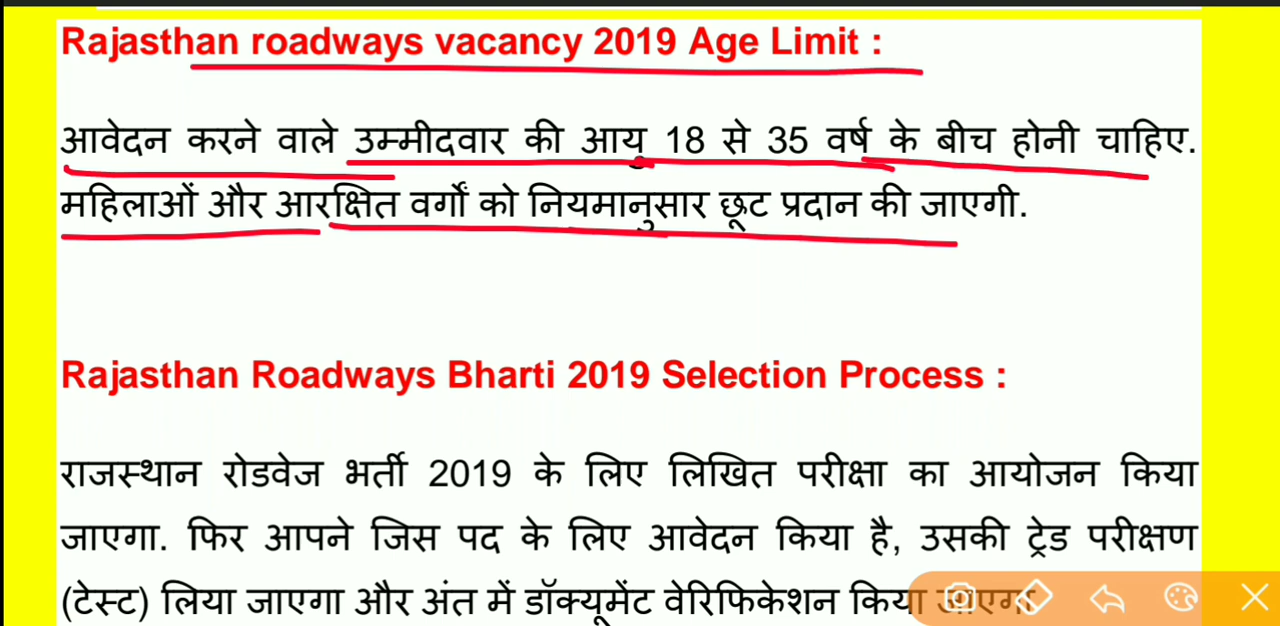 Rajasthan roadways vacancy 2019 Age Limit :
आवेदन करने वाले उम्मीदवार की आयु 18 से 35 वर्ष के बीच होनी चाहिए.
महिलाओं और आरक्षित वर्गों को नियमानुसार छूट प्रदान की जाएगी.
Rajasthan Roadways Bharti 2019 Selection Process :
राजस्थान रोडवेज भर्ती 2019 के लिए लिखित परीक्षा का आयोजन किया
जाएगा. फिर आपने जिस पद के लिए आवेदन किया है, उसकी ट्रेड परीक्षण
(टेस्ट) लिया जाएगा और अंत में डॉक्यूमेंट वेरिफिकेशन किया जाएगा